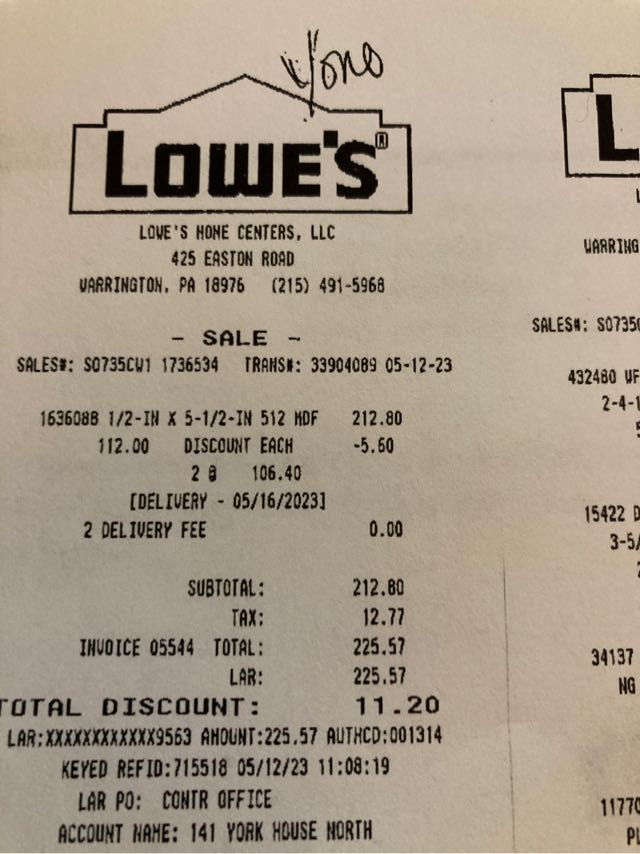 LOWE'S®
LOWE'S HOME CENTERS, LLC
425 EASTON ROAD
WARRINGTON, PA 18976 (215) 491-5968
- SALE -
SALES#: S0735CW1 1736534 TRANS#: 33904089 05-12-23
1636088 1/2-IN X 5-1/2-IN 512 MDF 212.80
112.00 DISCOUNT EACH -5.60
2 @ 106.40
[DELIVERY - 05/16/2023]
2 DELIVERY FEE 0.00
SUBTOTAL: 212.80
TAX: 12.77
INVOICE 05544 TOTAL: 225.57
LAR: 225.57
TOTAL DISCOUNT: 11.20
LAR:XXXXXXXXXXXX9563 AMOUNT:225.57 AUTHCD:001314
KEYED REFID:715518 05/12/23 11:08:19
LAR PO: CONTR OFFICE
ACCOUNT NAME: 141 YORK HOUSE NORTH
L
WARRING
SALES#: S0735C
432480 WF
2-4-1
15422 D
3-5/
34137
NG
11770
PL